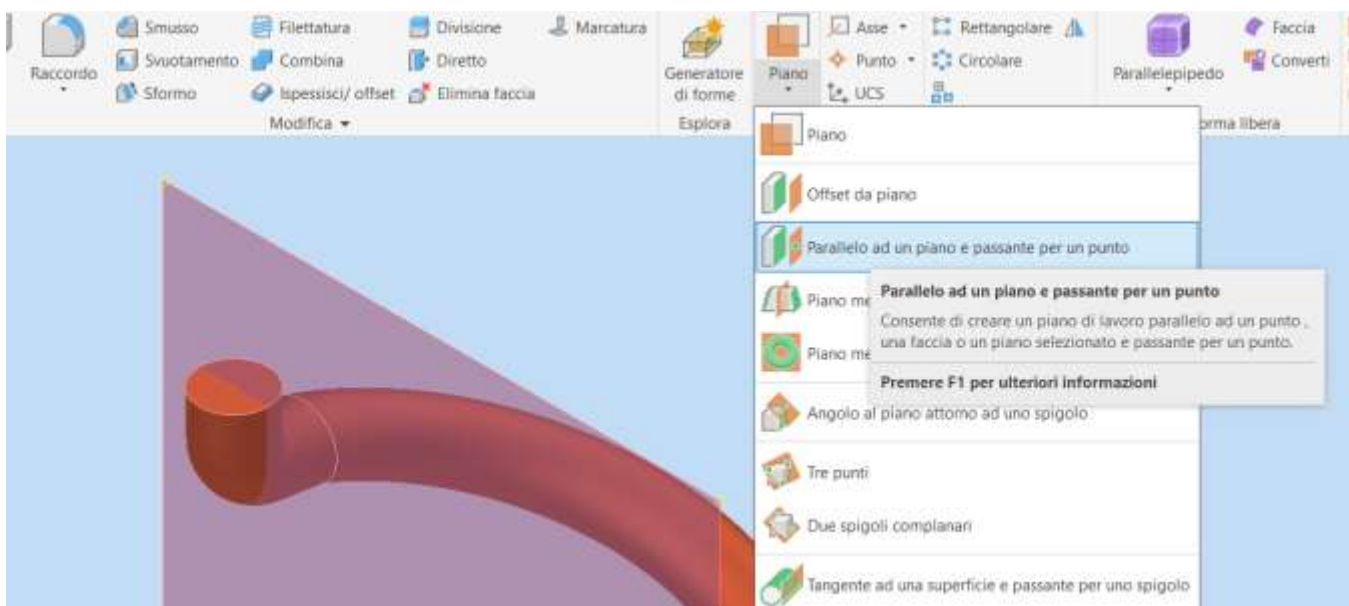 Raccordo
Smusso
Svuotamento
Sformo
Filettatura
Combina
Ispessisci/ offset
Divisione
Diretto
Elimina faccia
Marcatura
Modifica
Generatore
di forme
Esplora
Piano
Asse
Punto
UCS
Rettangolare
Circolare
Parallelepipedo
Faccia
Converti
orma libera
Piano
Offset da piano
Parallelo ad un piano e passante per un punto
Piano me
Piano me
Parallelo ad un piano e passante per un punto
Consente di creare un piano di lavoro parallelo ad un punto ,
una faccia o un piano selezionato e passante per un punto.
Premere F1 per ulteriori informazioni
Angolo al piano attorno ad uno spigolo
Tre punti
Due spigoli complanari
Tangente ad una superficie e passante per uno spigolo